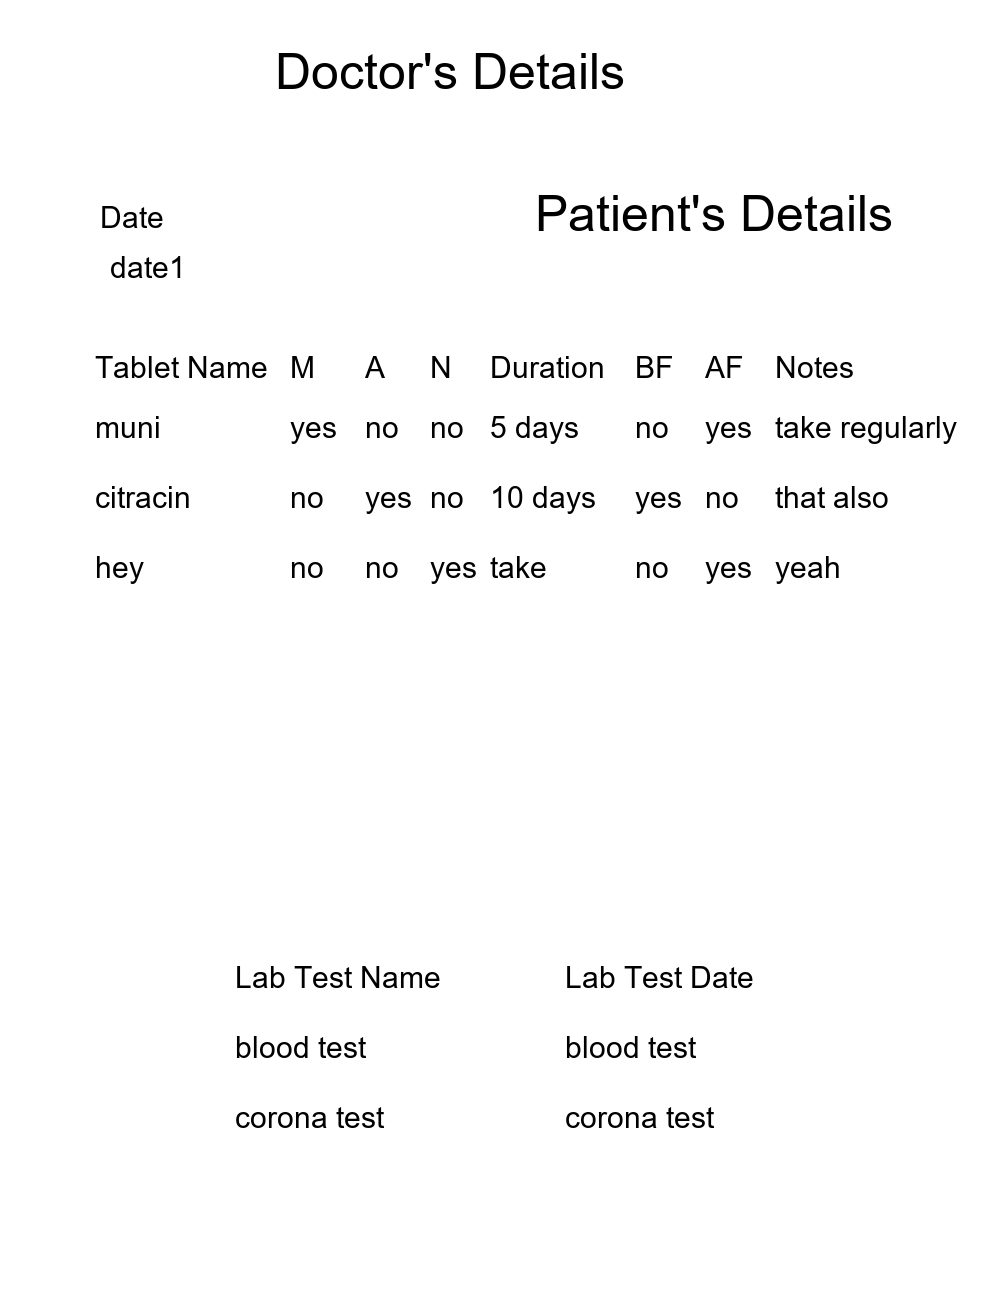 Doctor's Details
Patient's Details
Date
date1
Tablet Name M A N Duration BF AF Notes
muni yes no no 5 days no yes take regularly
citracin no yes no 10 days yes no that also
hey no no yes take no yes yeah
Lab Test Name Lab Test Date
blood test blood test
corona test corona test